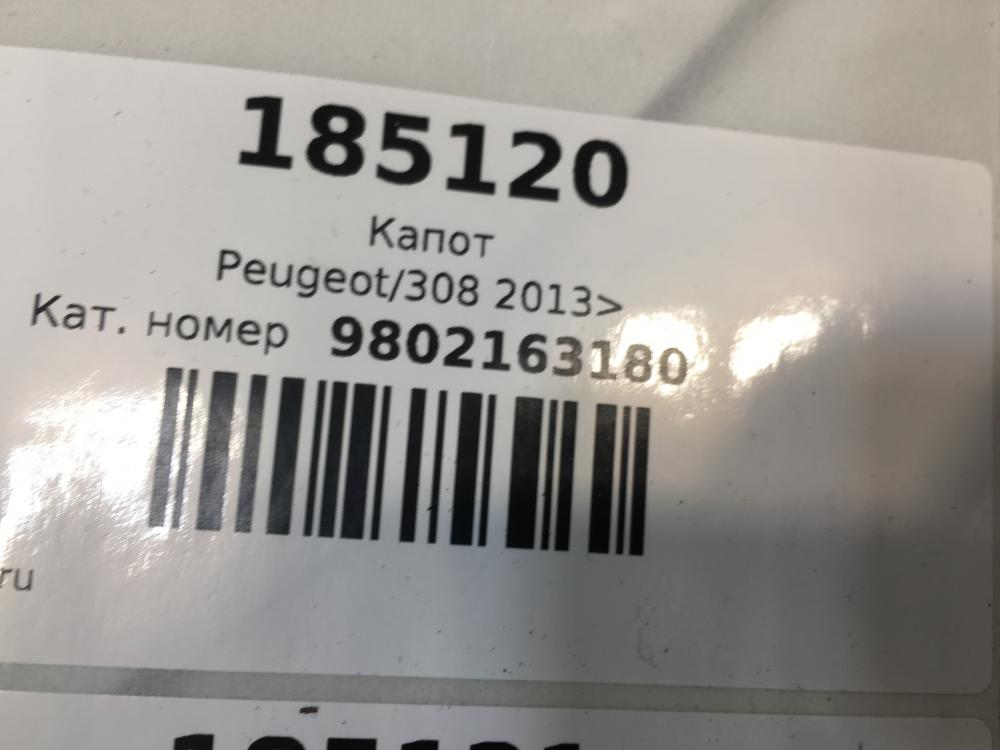 185120
Капот
Peugeot/308 2013>
Кат. номер 9802163180
ru